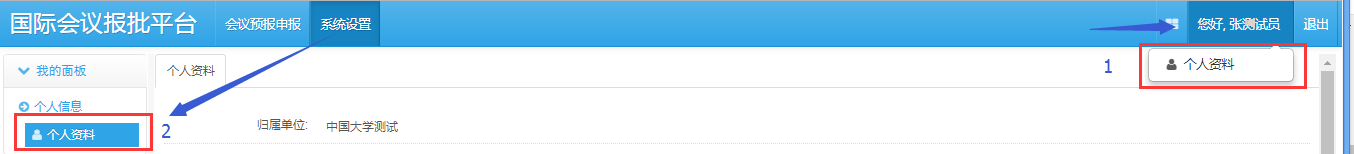 国际会议报批平台 会议预报申报 系统设置 您好, 张测试员 退出
我的面板 个人资料 1 个人资料
个人信息
个人资料 2 归属单位: 中国大学测试